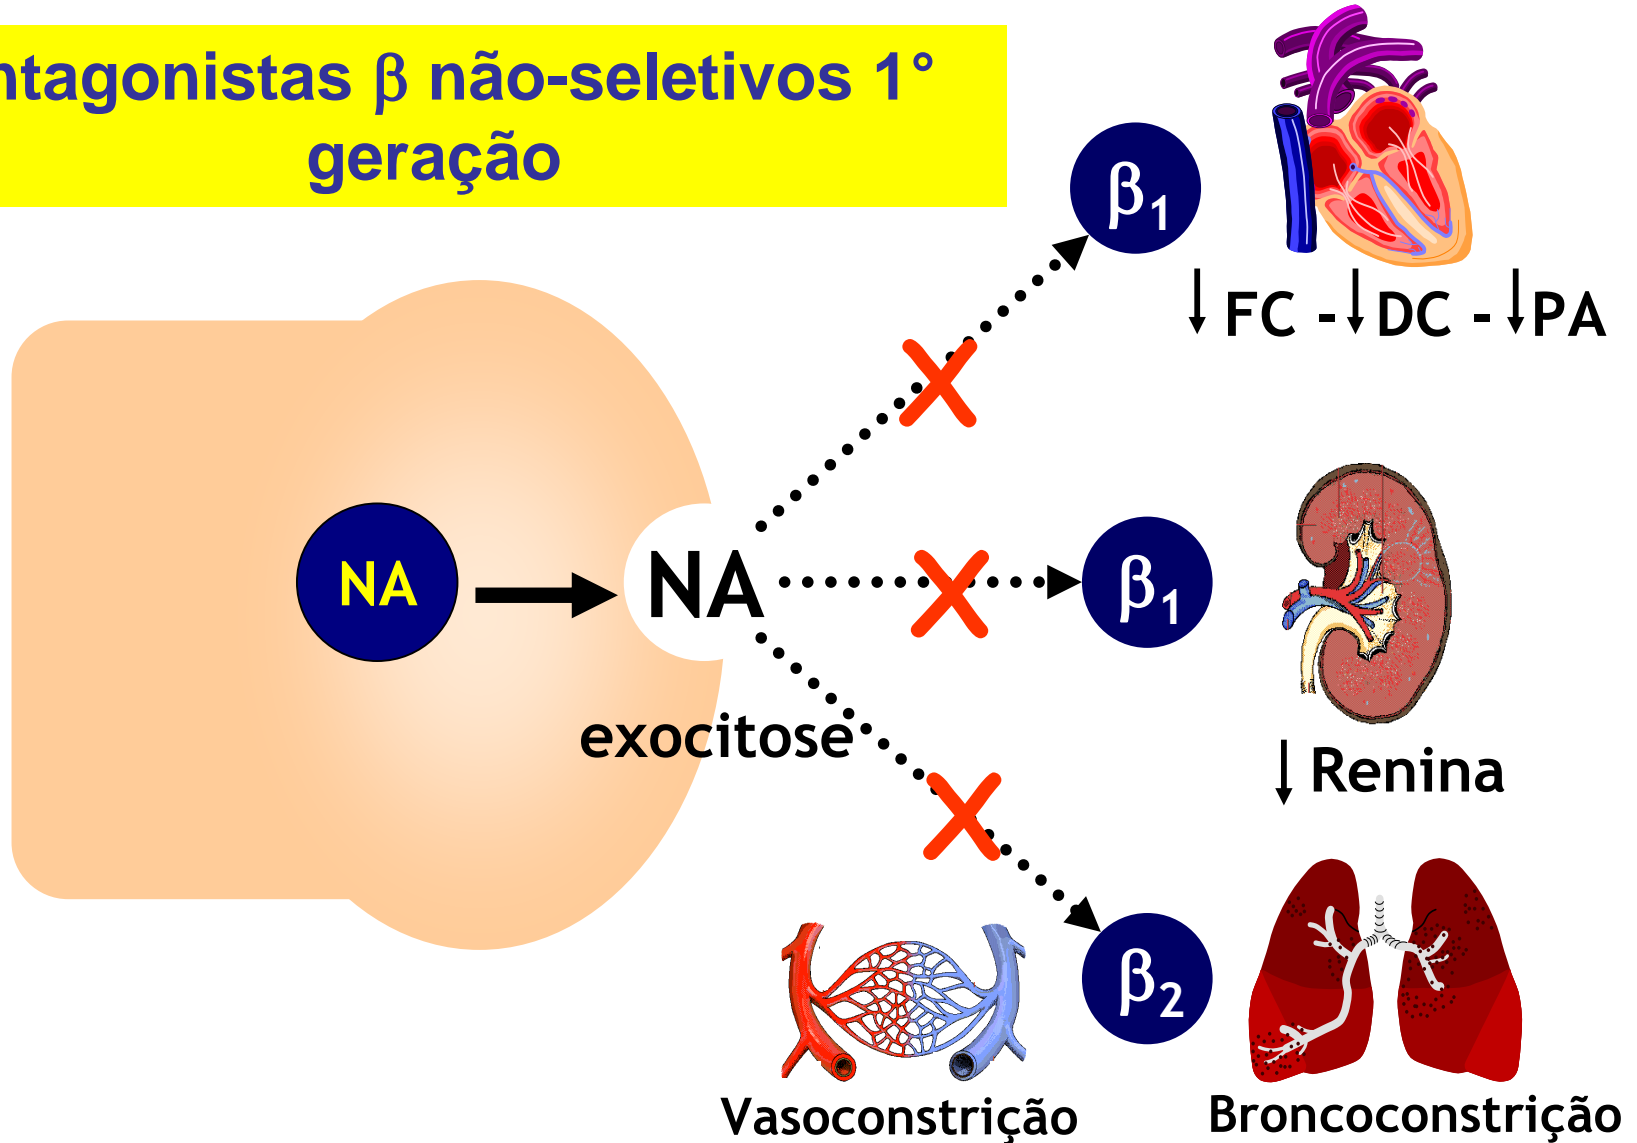 ntagonistas β não-seletivos 1°
geração
β1
↓ FC - ↓ DC - ↓PA
NA
NA
β1
exocitose
↓ Renina
β2
Vasoconstrição
Broncoconstrição